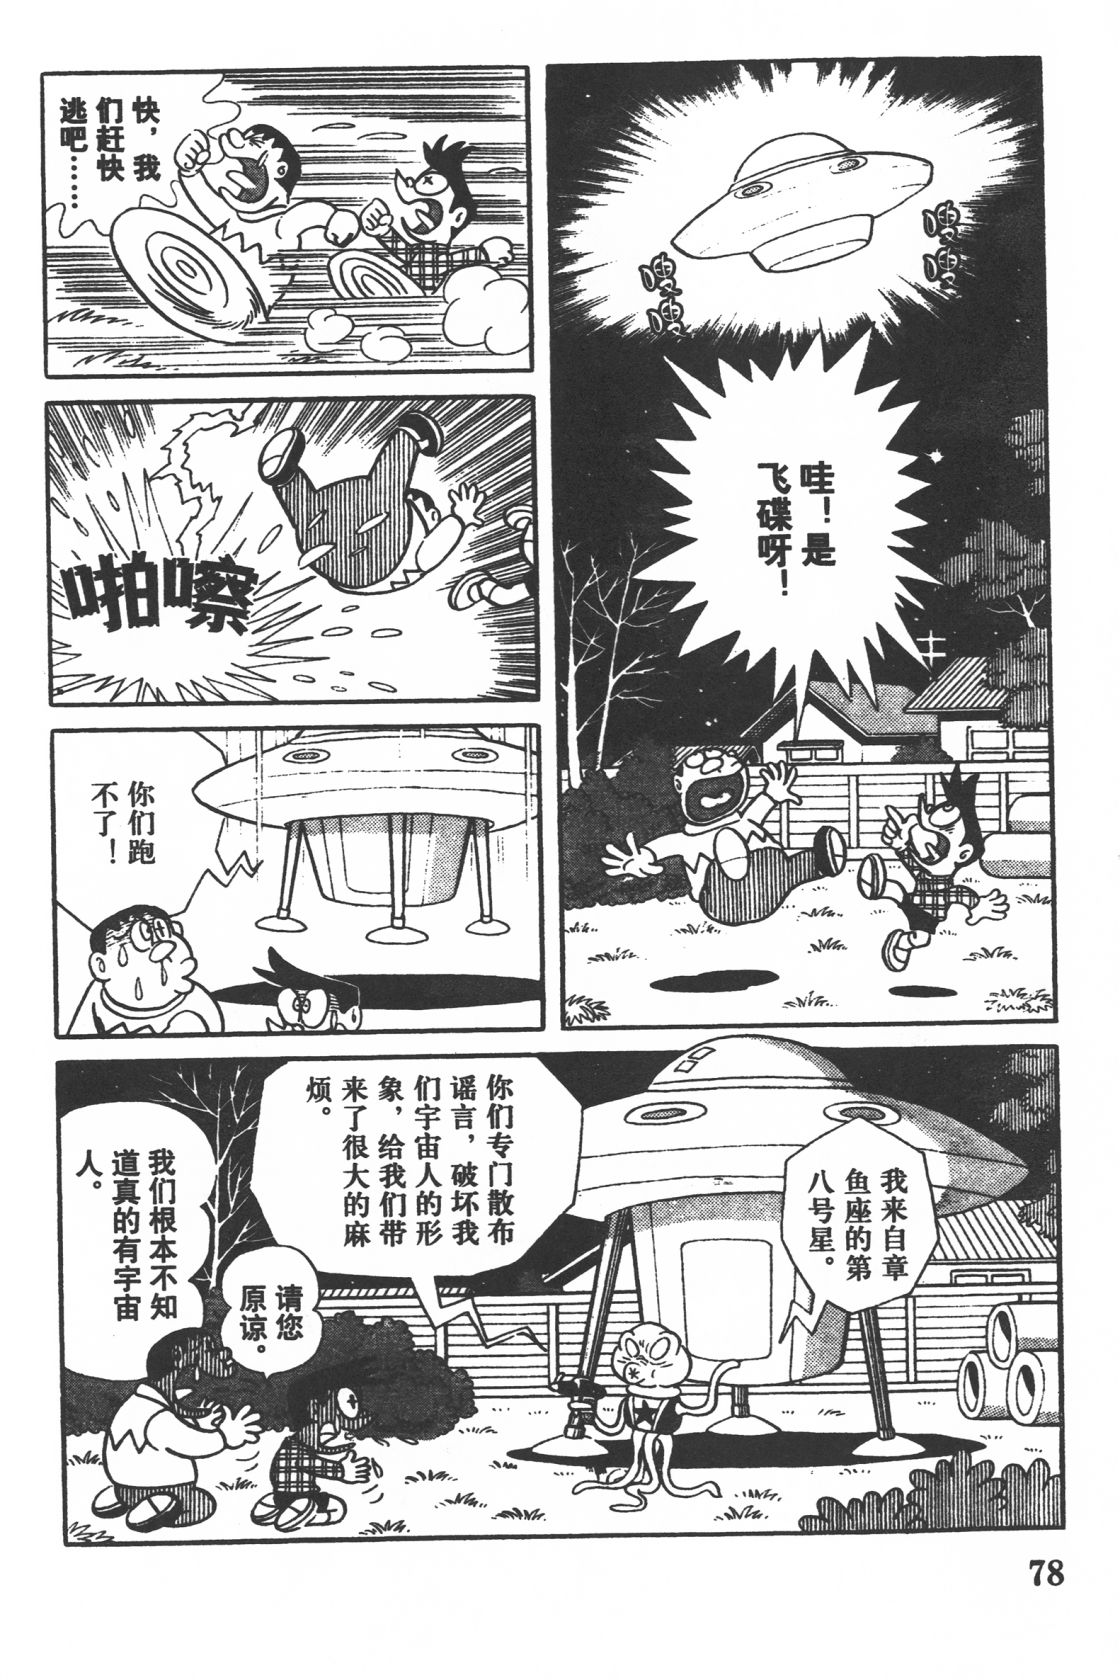 嗖嗖
嗖嗖
哇！是
飞碟呀！
快，我
们赶快
逃吧……
啪嚓
你们跑
不了！
我来自章
鱼座的第
八号星。
你们专门散布
谣言，破坏我
们宇宙人的形
象，给我们带
来了很大的麻
烦。
请您
原谅。
我们根本不知
道真的有宇宙
人。
78